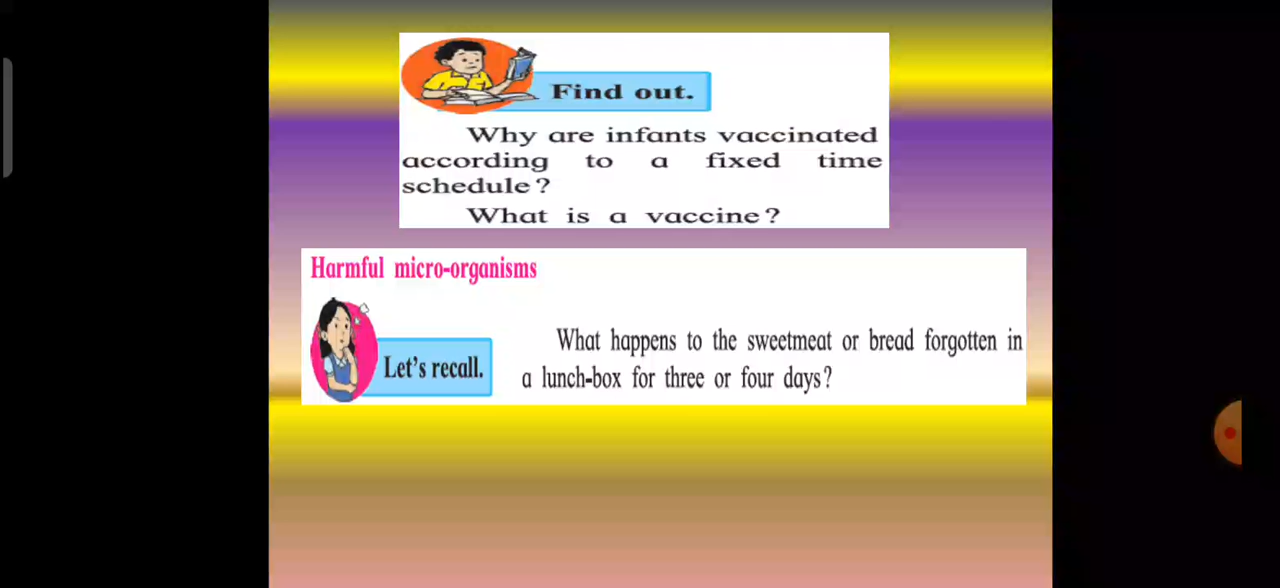 Find out.
Why are infants vaccinated
according to a fixed time
schedule?
What is a vaccine?
Harmful micro-organisms
Let's recall.
What happens to the sweetmeat or bread forgotten in
a lunch-box for three or four days?